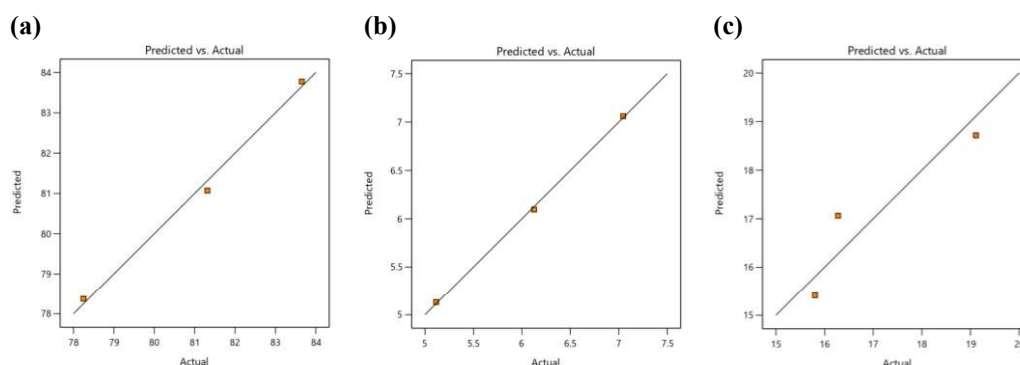 (a)
Predicted vs. Actual
84
83
82
81
80
79
78
Predicted
78 79 80 81 82 83 84
Actual
(b)
Predicted vs. Actual
7.5
7
6.5
6
5.5
5
Predicted
5 5.5 6 6.5 7 7.5
Actual
(c)
Predicted vs. Actual
20
19
18
17
16
15
Predicted
15 16 17 18 19 20
Actual